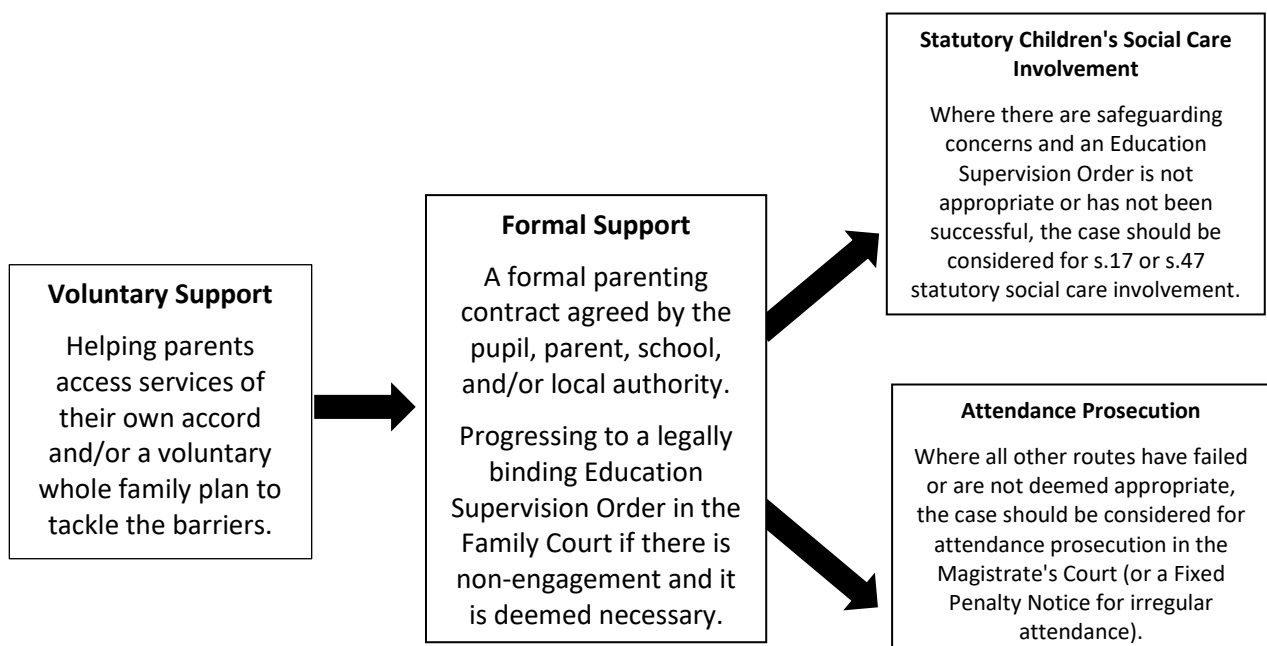 Voluntary Support
Helping parents
access services of
their own accord
and/or a voluntary
whole family plan to
tackle the barriers.
Formal Support
A formal parenting
contract agreed by the
pupil, parent, school,
and/or local authority.
Progressing to a legally
binding Education
Supervision Order in the
Family Court if there is
non-engagement and it
is deemed necessary.
Statutory Children's Social Care
Involvement
Where there are safeguarding
concerns and an Education
Supervision Order is not
appropriate or has not been
successful, the case should be
considered for s.17 or s.47
statutory social care involvement.
Attendance Prosecution
Where all other routes have failed
or are not deemed appropriate,
the case should be considered for
attendance prosecution in the
Magistrate's Court (or a Fixed
Penalty Notice for irregular
attendance).